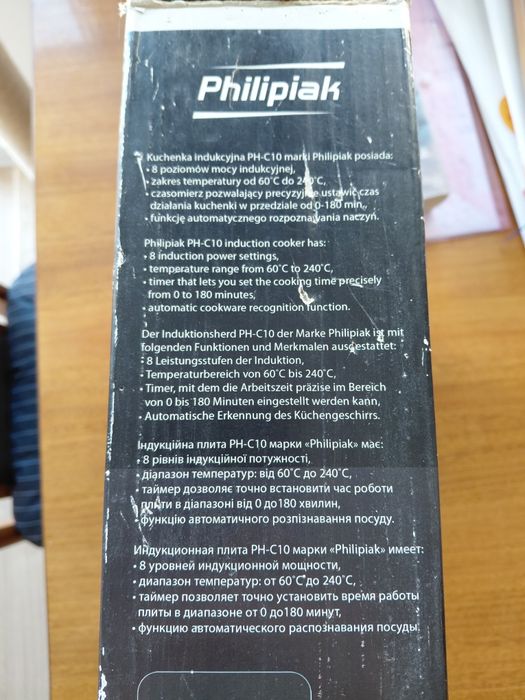 Philipiak
Kuchenka indukcyjna PH-C10 marki Philipiak posiada:
• 8 poziomów mocy indukcyjnej,
• zakres temperatury od 60˚C do 240˚C,
• czasomierz pozwalający precyzyjnie ustawić czas
działania kuchenki w przedziale od 0-180 min,
• funkcję automatycznego rozpoznawania naczyń.
Philipiak PH-C10 induction cooker has:
• 8 induction power settings,
• temperature range from 60˚C to 240˚C,
• timer that lets you set the cooking time precisely
from 0 to 180 minutes,
• automatic cookware recognition function.
Der Induktionsherd PH-C10 der Marke Philipiak ist mit
folgenden Funktionen und Merkmalen ausgestattet:
• 8 Leistungsstufen der Induktion,
• Temperaturbereich von 60˚C bis 240˚C,
• Timer, mit dem die Arbeitszeit präzise im Bereich
von 0 bis 180 Minuten eingestellt werden kann,
• Automatische Erkennung des Küchengeschirrs.
Індукційна плита PH-C10 марки «Philipiak» має:
• 8 рівнів індукційної потужності,
• діапазон температур: від 60˚C до 240˚C,
• таймер дозволяє точно встановити час роботи
плити в діапазоні від 0 до180 хвилин,
• функцію автоматичного розпізнавання посуду.
Индукционная плита PH-C10 марки «Philipiak» имеет:
• 8 уровней индукционной мощности,
• диапазон температур: от 60˚C до 240˚C,
• таймер позволяет точно установить время работы
плиты в диапазоне от 0 до180 минут,
• функцию автоматического распознавания посуды.